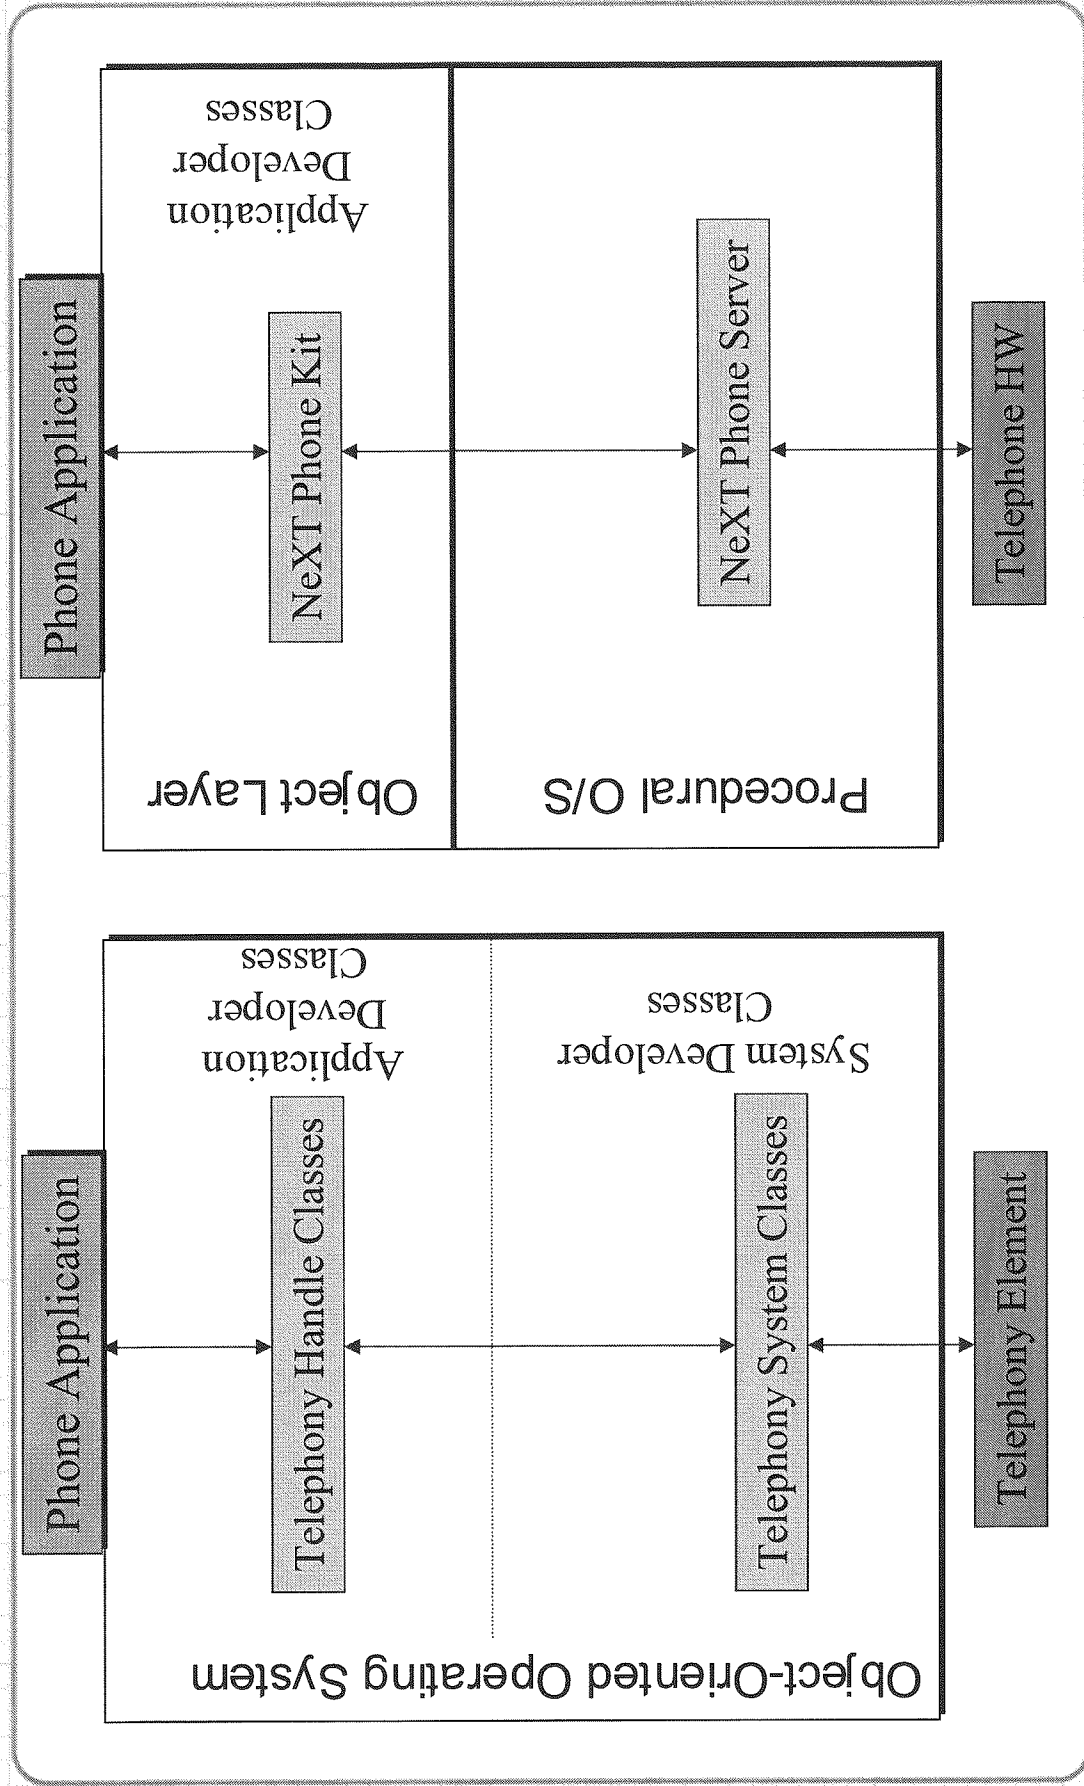 Phone Application
Object-Oriented Operating System
Telephony Handle Classes
Application
Developer
Classes
Telephony System Classes
System Developer
Classes
Telephony Element
Phone Application
Object Layer
NeXT Phone Kit
Application
Developer
Classes
Procedural O/S
NeXT Phone Server
Telephone HW